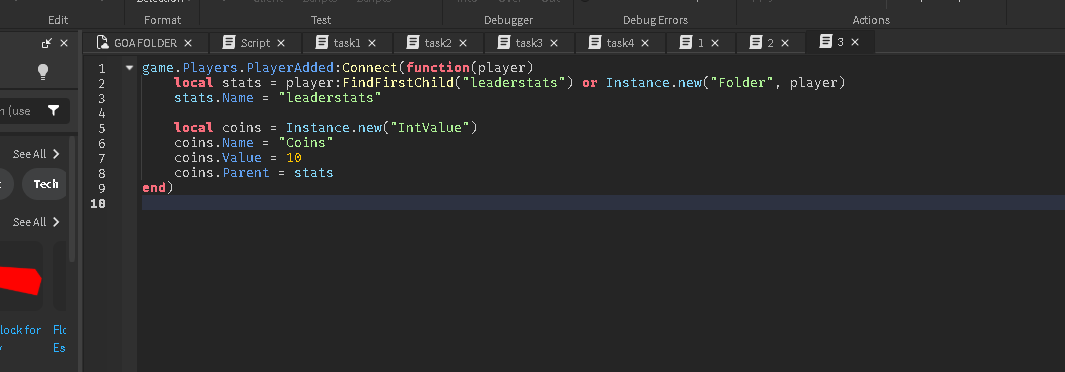 Edit
Format
Test
Debugger
Debug Errors
Actions
GOAFOLDER
Script
task1
task2
task3
task4
1
2
3
(use
See All
Tech
See All
lock for
Flo
Es
1 game.Players.PlayerAdded:Connect(function(player)
2 local stats = player:FindFirstChild("leaderstats") or Instance.new("Folder", player)
3 stats.Name = "leaderstats"
4
5 local coins = Instance.new("IntValue")
6 coins.Name = "Coins"
7 coins.Value = 10
8 coins.Parent = stats
9 end)
10